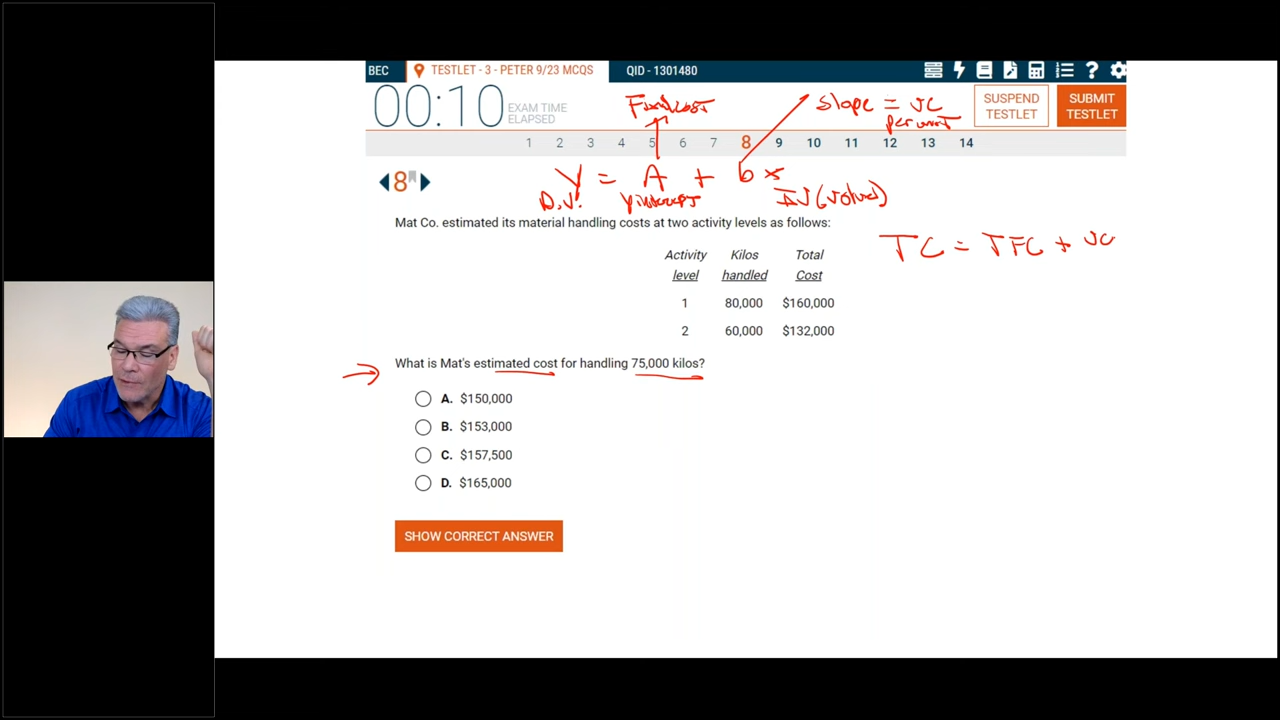 BEC TESTLET - 3 - PETER 9/23 MCQS QID - 1301480
00:10 EXAM TIME ELAPSED
SUSPEND TESTLET
SUBMIT TESTLET
Fixed cost
slope = VC
per unit
1 2 3 4 5 6 7 8 9 10 11 12 13 14
8
Y = A + bx
D.V. Y intercept IV (volume)
Mat Co. estimated its material handling costs at two activity levels as follows:
TC = TFC + VC
Activity level Kilos handled Total Cost
1 80,000 $160,000
2 60,000 $132,000
What is Mat's estimated cost for handling 75,000 kilos?
A. $150,000
B. $153,000
C. $157,500
D. $165,000
SHOW CORRECT ANSWER